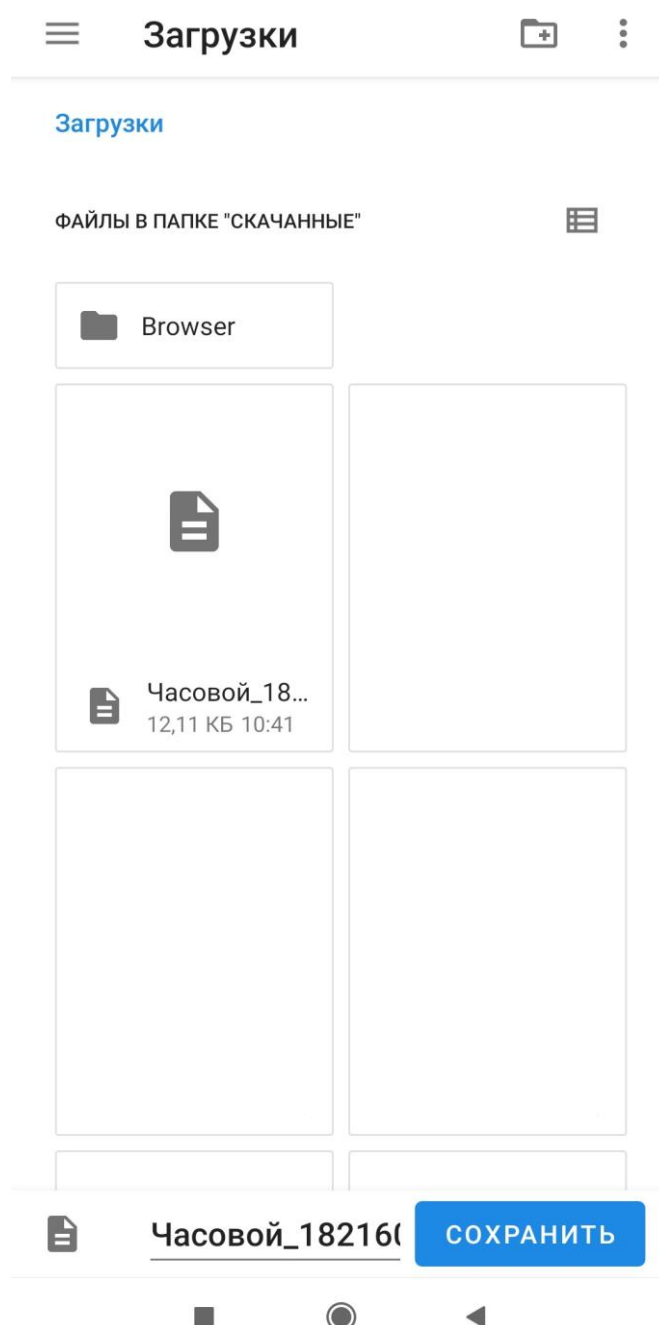 Загрузки
Загрузки
ФАЙЛЫ В ПАПКЕ "СКАЧАННЫЕ"
Browser
Часовой_18...
12,11 КБ 10:41
Часовой_18216
СОХРАНИТЬ